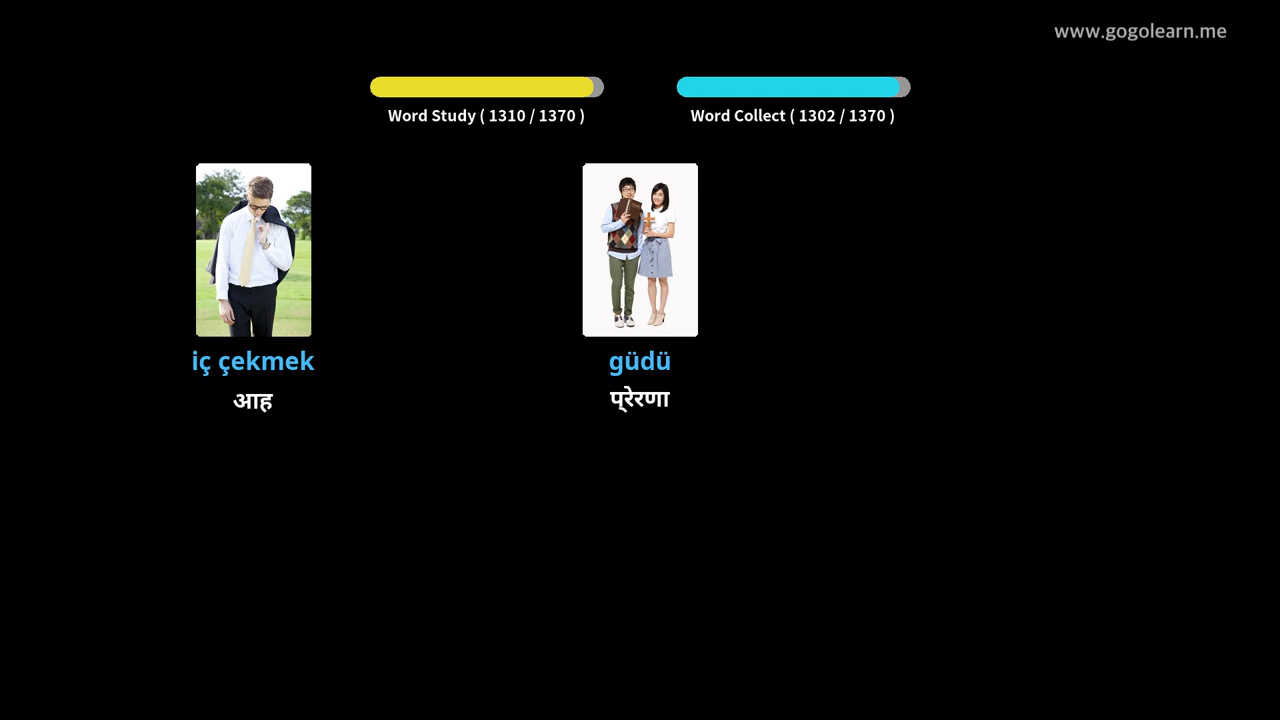 www.gogolearn.me
Word Study ( 1310 / 1370 )
Word Collect ( 1302 / 1370 )
iç çekmek
güdü
आह
प्रेरणा